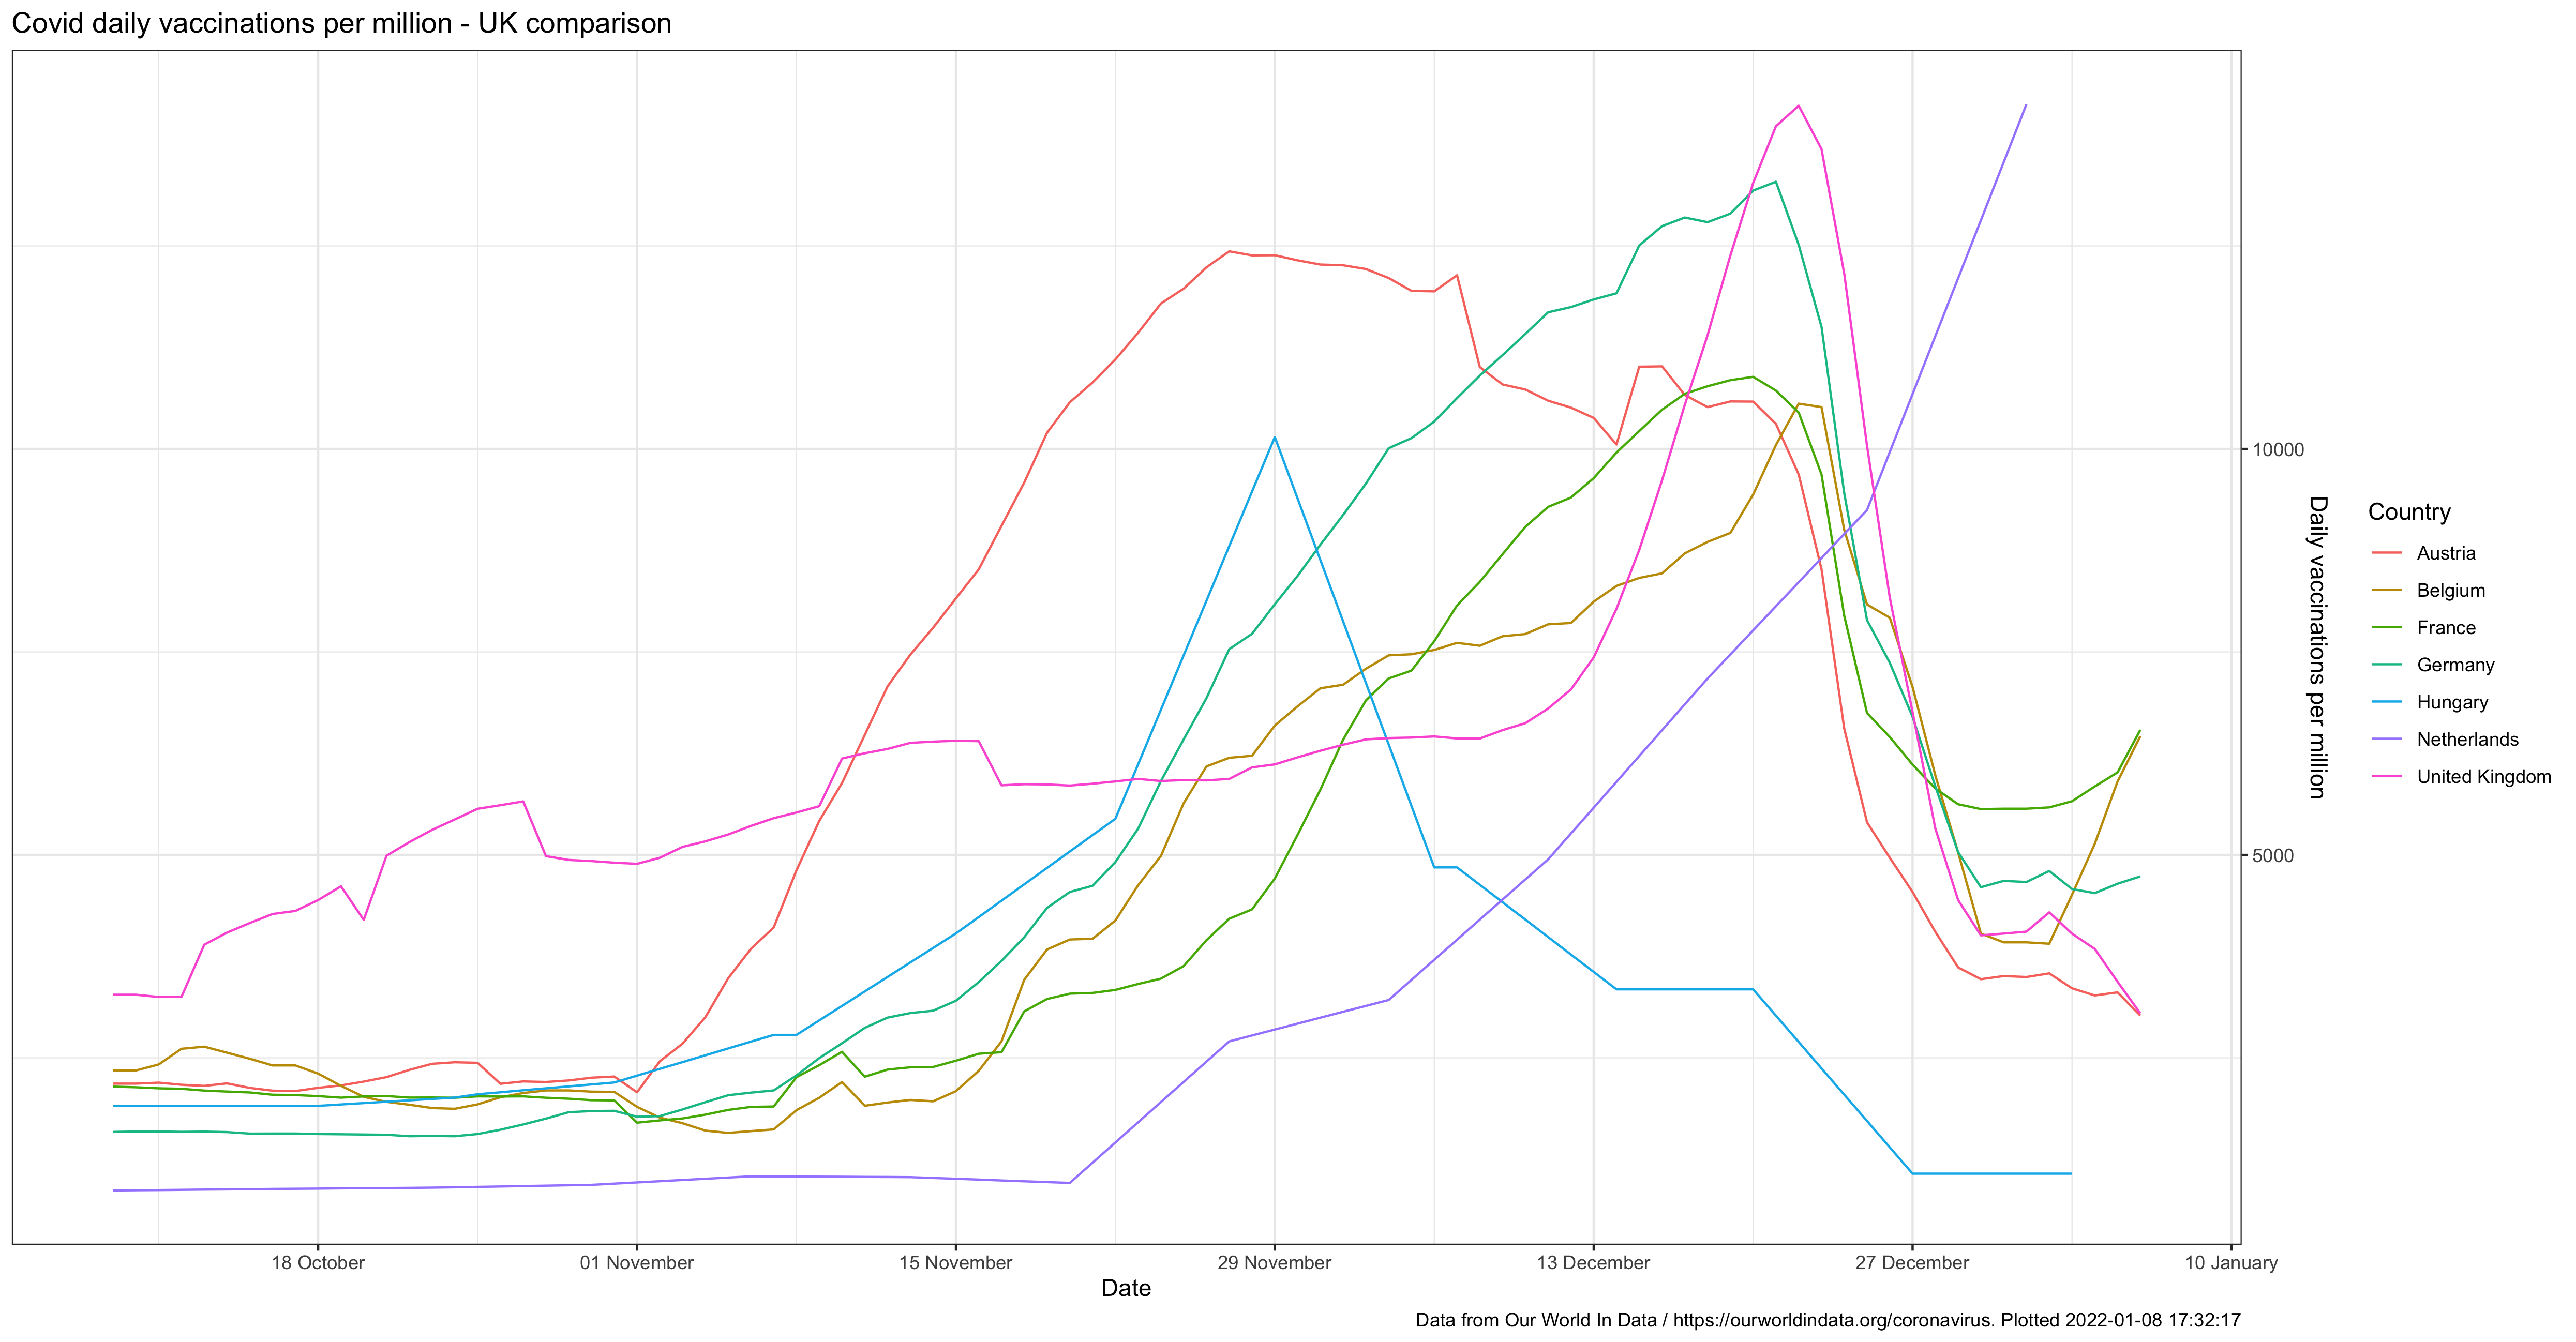 Covid daily vaccinations per million - UK comparison
10000
5000
Daily vaccinations per million
Country
Austria
Belgium
France
Germany
Hungary
Netherlands
United Kingdom
18 October
01 November
15 November
29 November
13 December
27 December
10 January
Date
Data from Our World In Data / https://ourworldindata.org/coronavirus. Plotted 2022-01-08 17:32:17